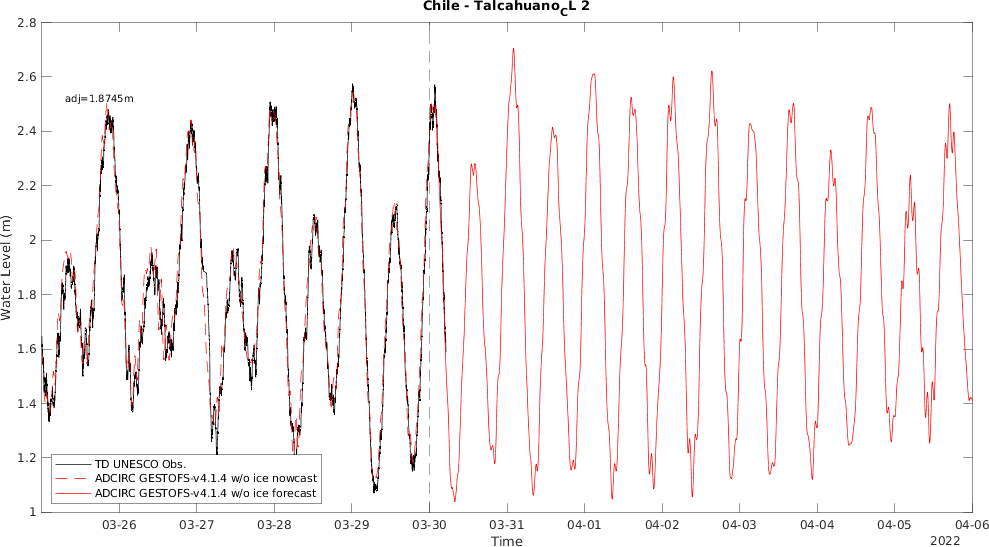 Chile - TalcahuanoCL 2
2.8
2.6
2.4
2.2
2
1.8
1.6
1.4
1.2
1
Water Level (m)
adj=1.8745m
TD UNESCO Obs.
ADCIRC GESTOFS-v4.1.4 w/o ice nowcast
ADCIRC GESTOFS-v4.1.4 w/o ice forecast
03-26 03-27 03-28 03-29 03-30 03-31 04-01 04-02 04-03 04-04 04-05 04-06
Time
2022